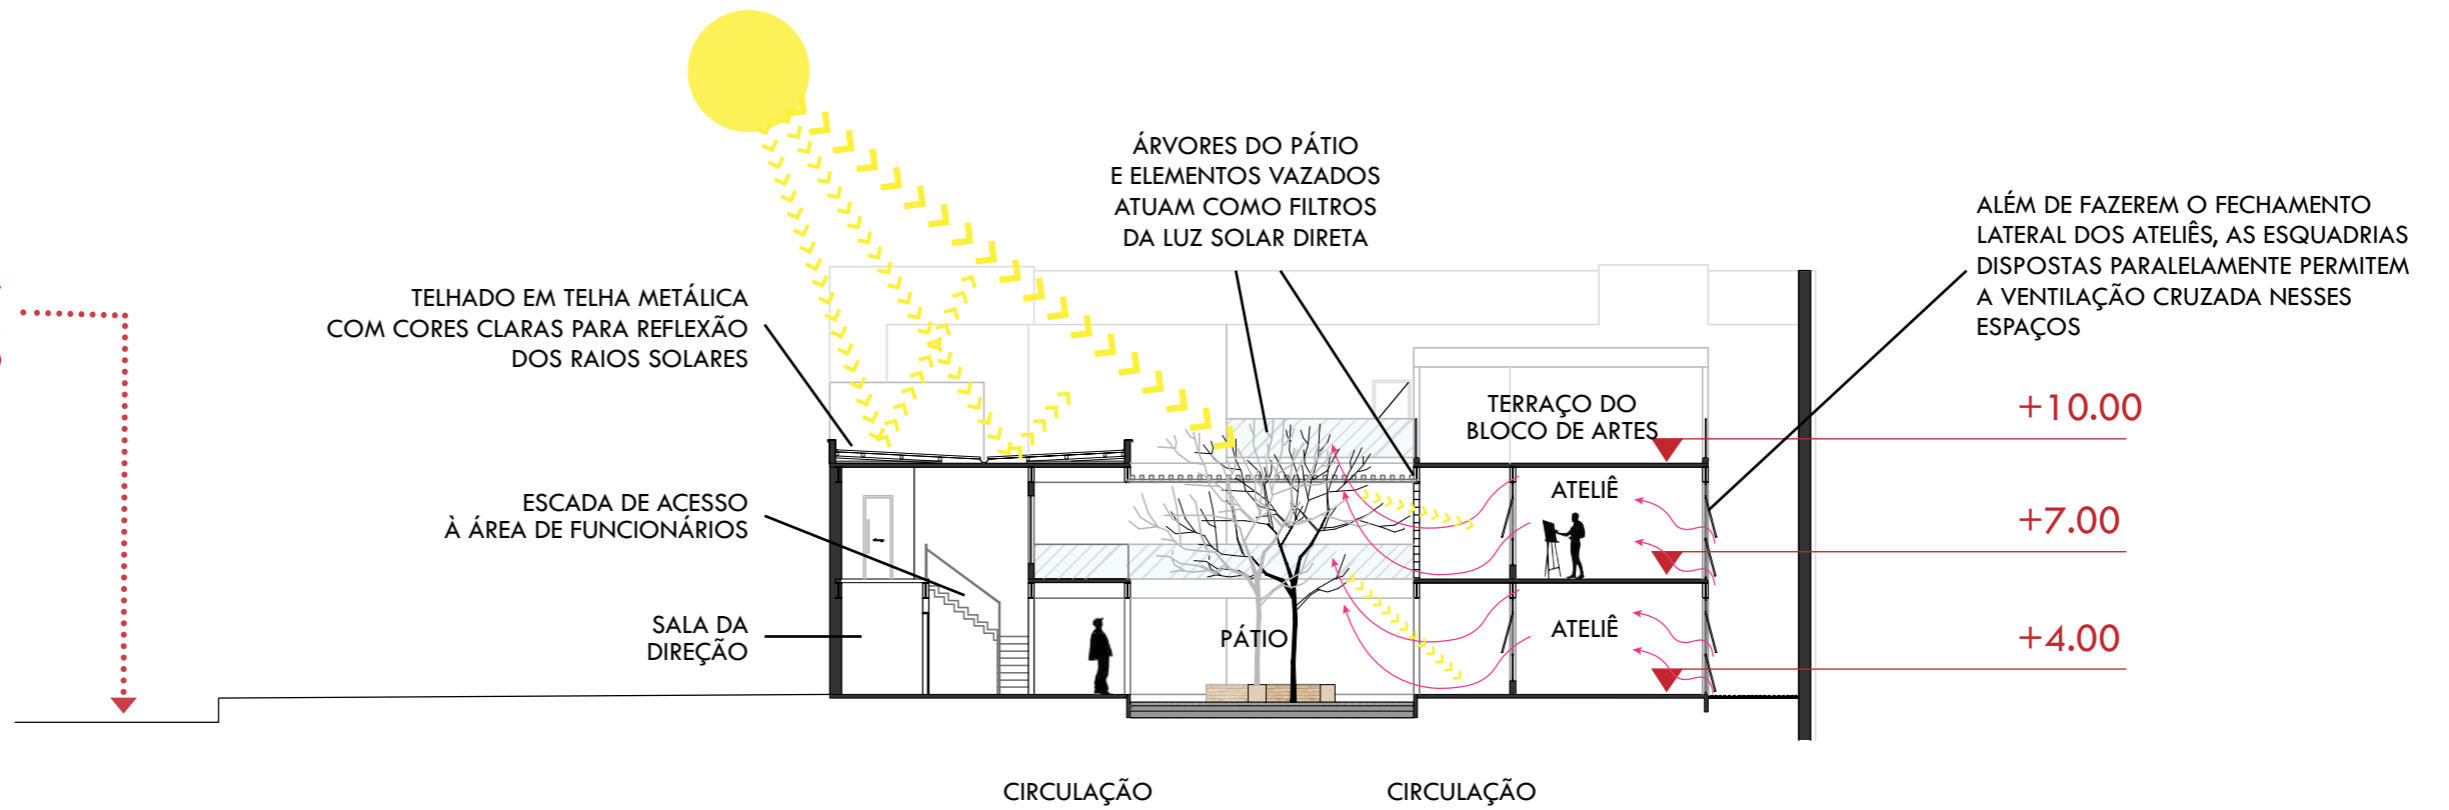 ÁRVORES DO PÁTIO
E ELEMENTOS VAZADOS
ATUAM COMO FILTROS
DA LUZ SOLAR DIRETA
ALÉM DE FAZEREM O FECHAMENTO
LATERAL DOS ATELIÊS, AS ESQUADRIAS
DISPOSTAS PARALELAMENTE PERMITEM
A VENTILAÇÃO CRUZADA NESSES
ESPAÇOS
TELHADO EM TELHA METÁLICA
COM CORES CLARAS PARA REFLEXÃO
DOS RAIOS SOLARES
TERRAÇO DO
BLOCO DE ARTES
+10.00
ESCADA DE ACESSO
À ÁREA DE FUNCIONÁRIOS
ATELIÊ
+7.00
SALA DA
DIREÇÃO
PÁTIO
ATELIÊ
+4.00
CIRCULAÇÃO
CIRCULAÇÃO